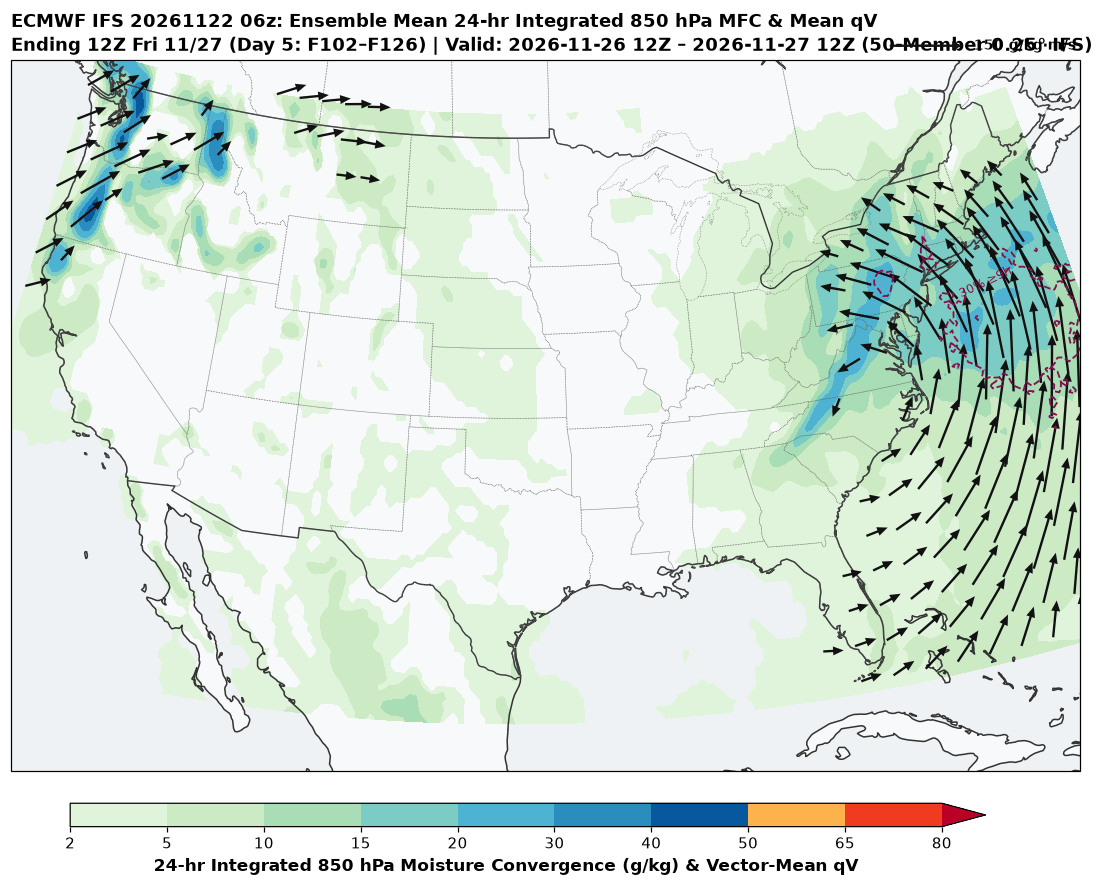 ECMWF IFS 20261122 06z: Ensemble Mean 24-hr Integrated 850 hPa MFC & Mean qV
Ending 12Z Fri 11/27 (Day 5: F102–F126) | Valid: 2026-11-26 12Z – 2026-11-27 12Z (50-Member 0.25° IFS)
30%
2 5 10 15 20 30 40 50 65 80
24-hr Integrated 850 hPa Moisture Convergence (g/kg) & Vector-Mean qV